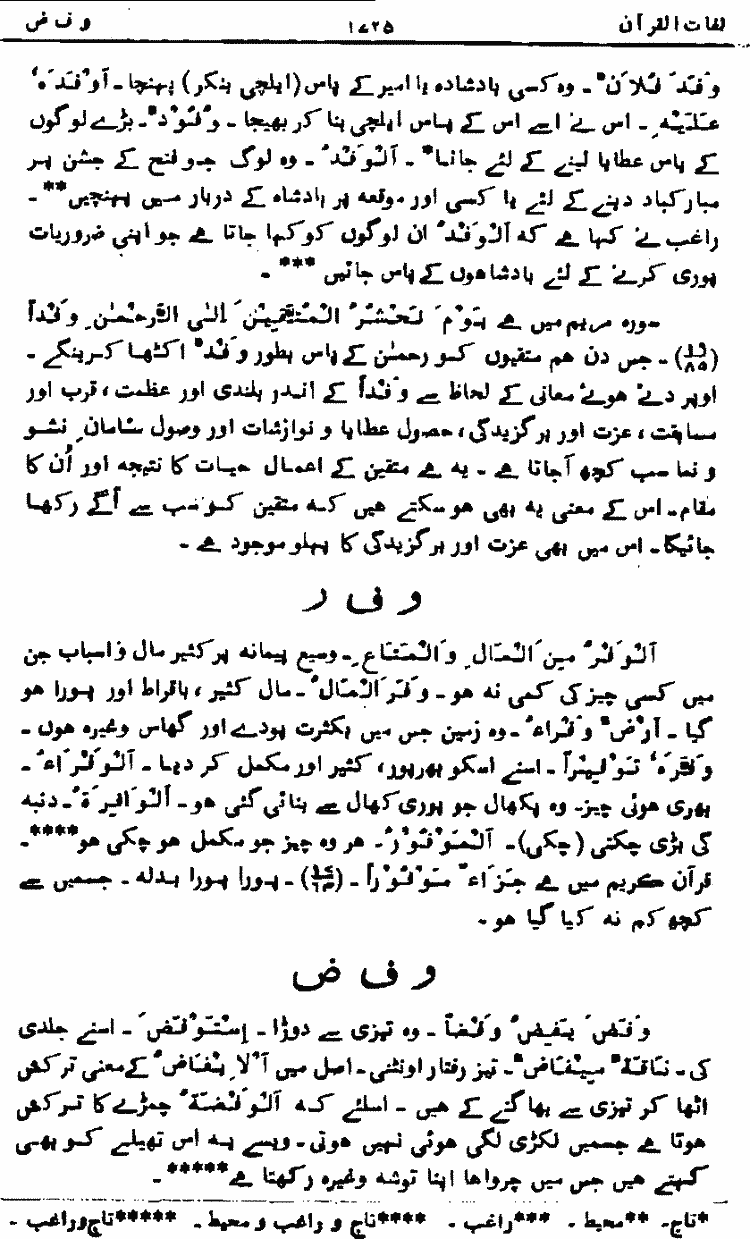 لغات القرآن ۱۷۲۵ و ف ض
وَفَدَ فُلَانٌ۔ وہ کسی بادشاہ یا امیر کے پاس (ایلچی بنکر) پہنچا۔ اَوْفَدَہٗ
عَلَیْہِ۔ اس نے اسے اس کے پاس ایلچی بنا کر بھیجا۔ وُفُوْدٌ۔ بڑے لوگوں
کے پاس عطایا لینے کے لئے جانا*۔ اَلْوَفْدُ۔ وہ لوگ جو فتح کے جشن پر
مبارکباد دینے کے لئے یا کسی اور موقعہ پر بادشاہ کے دربار میں پہنچیں**۔
راغب نے کہا ہے کہ اَلْوَفْدُ ان لوگوں کو کہا جاتا ہے جو اپنی ضروریات
پوری کرنے کے لئے بادشاہوں کے پاس جائیں***۔
سورہ مریم میں ہے یَوْمَ نَحْشُرُ الْمُتَّقِیْنَ اِلَی الرَّحْمٰنِ وَفْداً
(۱۹/۸۵)۔ جس دن ہم متقیوں کو رحمٰن کے پاس بطور وَفْدٌ اکٹھا کرینگے۔
اوپر دئے ہوئے معانی کے لحاظ سے وَفْداً کے اندر بلندی اور عظمت، قرب اور
مسابقت، عزت اور برگزیدگی، حصول عطایا و نوازشات اور وصول سامانِ نشو
و نما سب کچھ آجاتا ہے۔ یہ ہے متقین کے اعمال حیات کا نتیجہ اور اُن کا
مقام۔ اس کے معنی یہ بھی ہو سکتے ہیں کہ متقین کو سب سے آگے رکھا
جائیگا۔ اس میں بھی عزت اور برگزیدگی کا پہلو موجود ہے۔
و ف ر
اَلْوَفْرُ مِنَ الْمَالِ وَالْمَتَاعِ۔ وسیع پیمانہ پر کثیر مال و اسباب جن
میں کسی چیز کی کمی نہ ہو۔ وَفَرَ الْمَالُ۔ مال کثیر، باقراط اور پورا ہو
گیا۔ اَرْضٌ وَفْرَاءُ۔ وہ زمین جس میں بکثرت پودے اور گھاس وغیرہ ہوں۔
وَفَّرَہٗ تَوْفِیْراً۔ اسنے اسکو بھرپور، کثیر اور مکمل کر دیا۔ اَلْوَفْرَاءُ۔
بھری ہوئی چیز۔ وہ پکھال جو پوری کھال سے بنائی گئی ہو۔ اَلْوَافِرَۃُ۔ دنبہ
کی بڑی چکتی (چکی)۔ اَلْمَوْفُوْرُ۔ ہر وہ چیز جو مکمل ہو چکی ہو****۔
قرآن کریم میں ہے جَزَاءً مَوْفُوْراً۔ (۱۷/۶۳)۔ پورا پورا بدلہ۔ جسمیں سے
کچھ کم نہ کیا گیا ہو۔
و ف ض
وَفَضَ یَفِضُ وَفْضاً۔ وہ تیزی سے دوڑا۔ اِسْتَوْفَضَ۔ اسنے جلدی
کی۔ نَاقَۃٌ مِیْفَاضٌ۔ تیز رفتار اونٹنی۔ اصل میں اَلْاِیْفَاضُ کے معنی ترکش
اٹھا کر تیزی سے بھاگنے کے ہیں۔ اسلئے کہ اَلْوَفْضَۃُ چمڑے کا ترکش
ہوتا ہے جسمیں لکڑی لگی ہوئی نہیں ہوتی۔ ویسے یہ اس تھیلے کو بھی
کہتے ہیں جس میں چرواہا اپنا توشہ وغیرہ رکھتا ہے*****۔
*تاج۔ **محیط۔ ***راغب۔ ****تاج و راغب و محیط۔ *****تاج و راغب۔